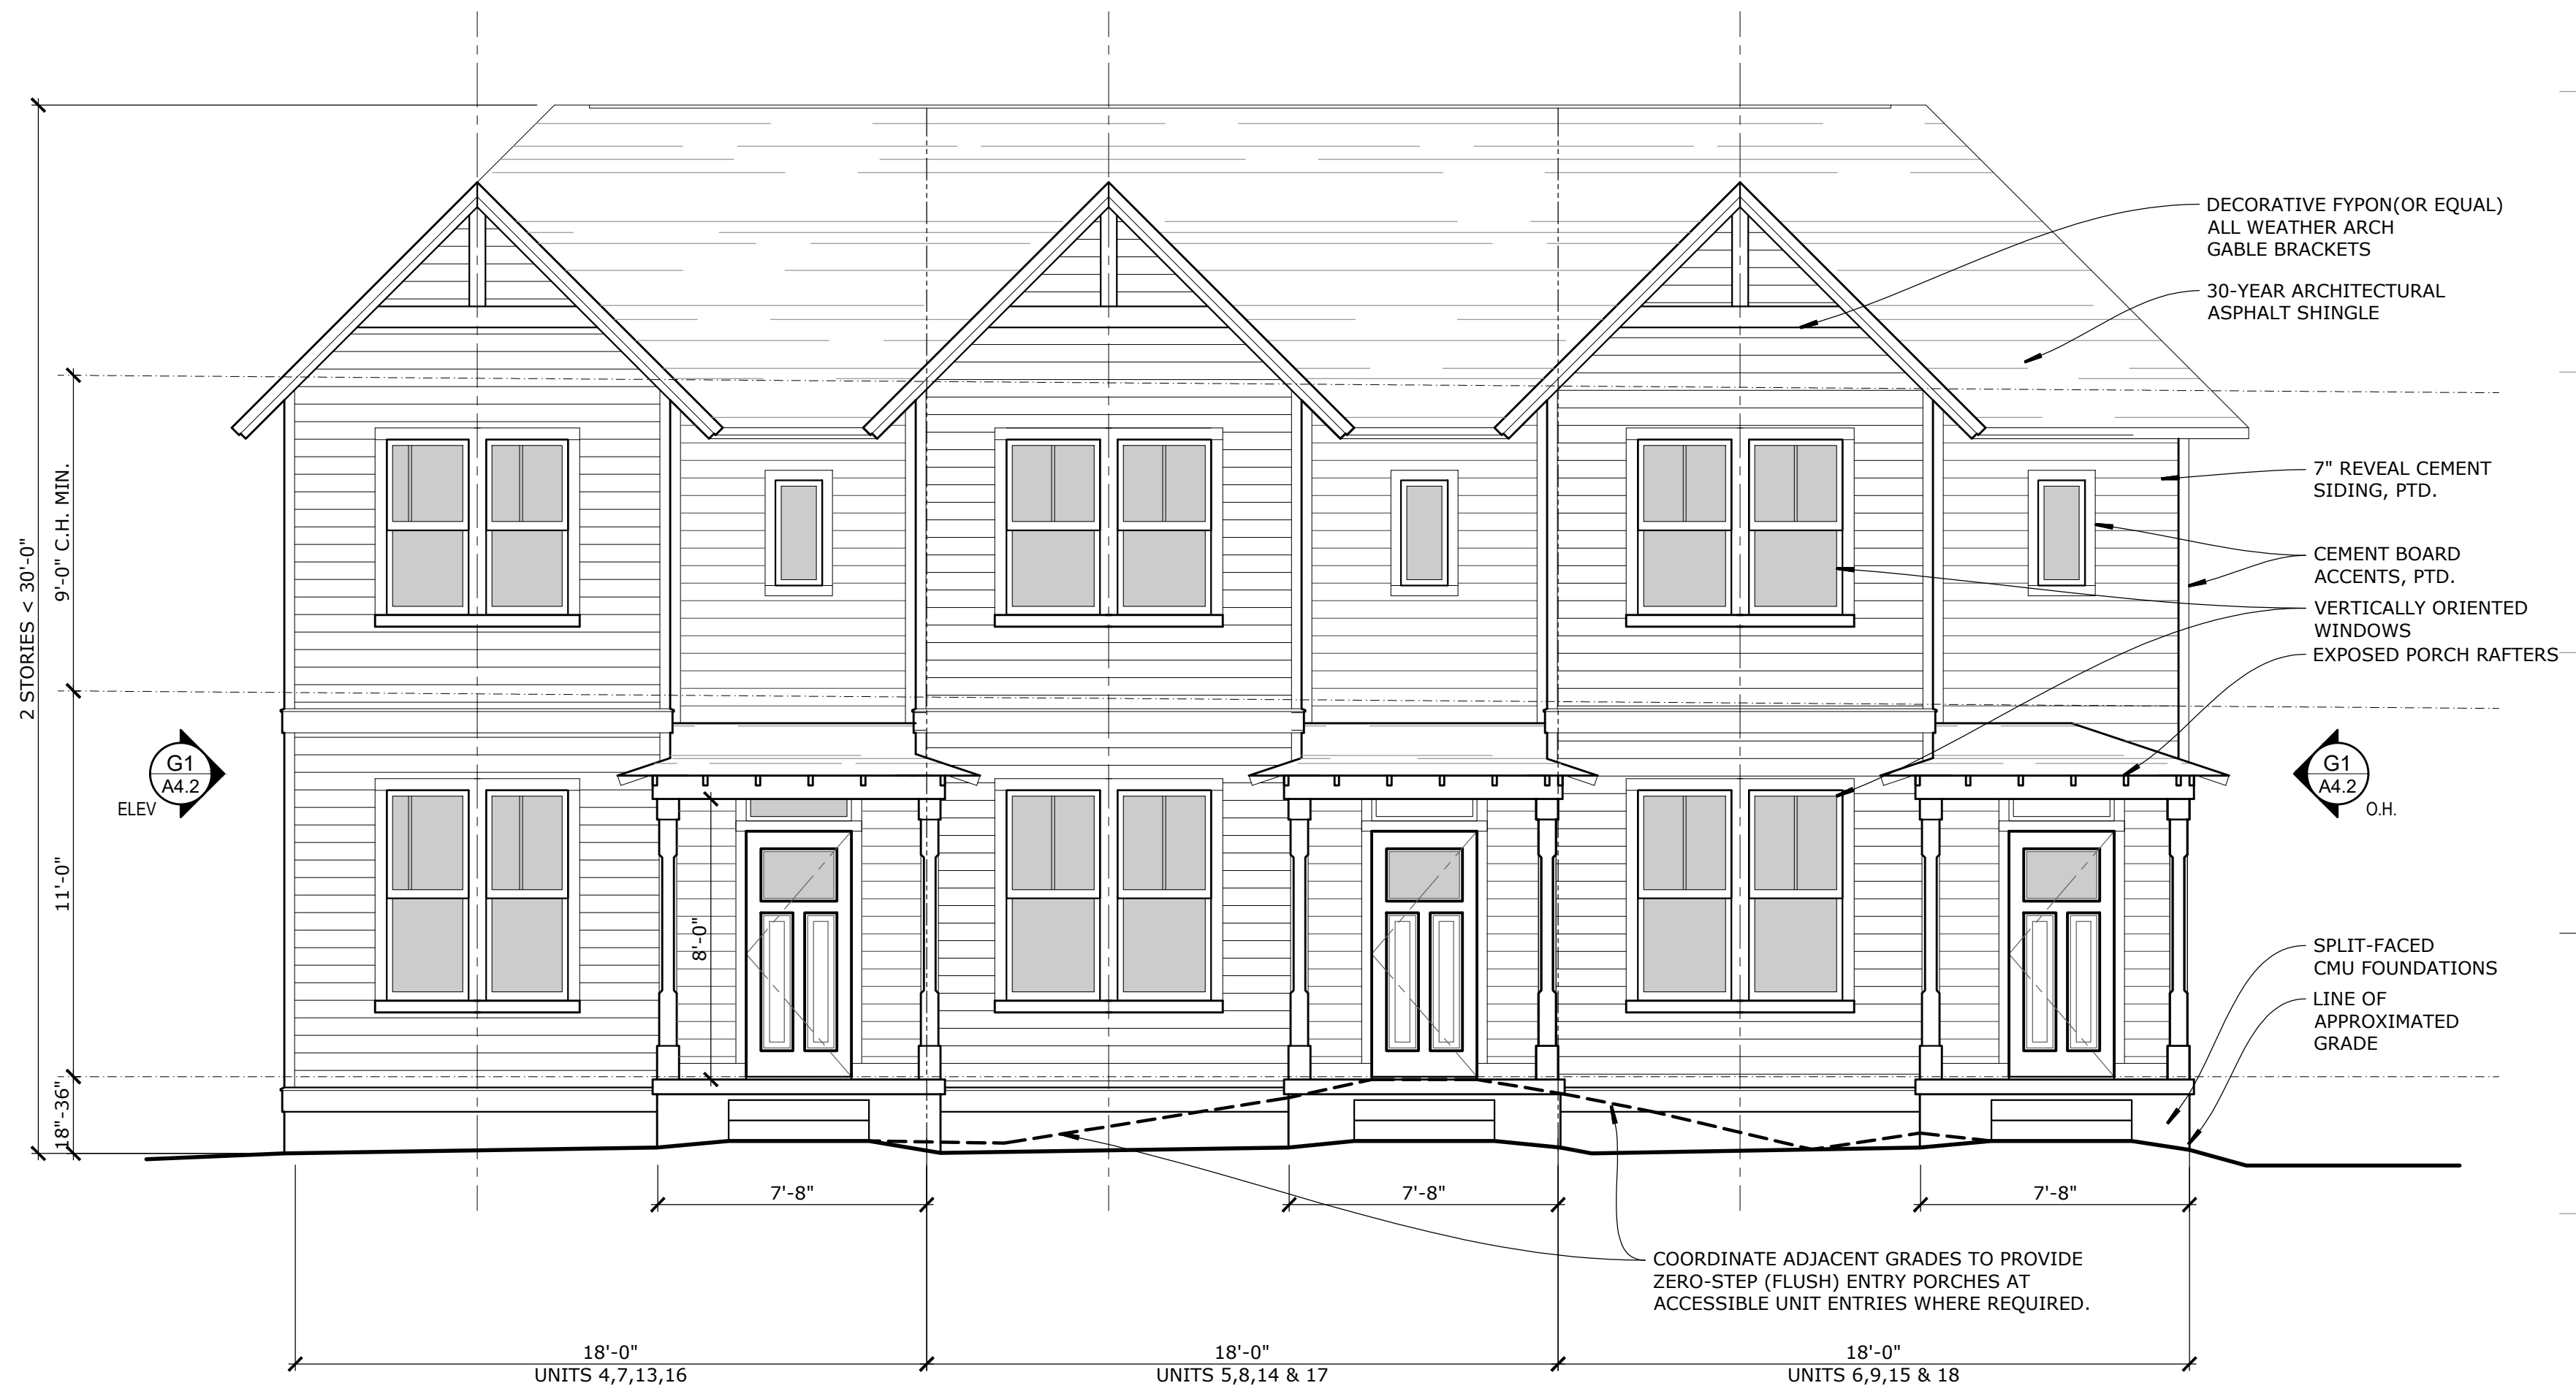 DECORATIVE FYPON(OR EQUAL)
ALL WEATHER ARCH
GABLE BRACKETS
30-YEAR ARCHITECTURAL
ASPHALT SHINGLE
7" REVEAL CEMENT
SIDING, PTD.
CEMENT BOARD
ACCENTS, PTD.
VERTICALLY ORIENTED
WINDOWS
EXPOSED PORCH RAFTERS
2 STORIES < 30'-0"
9'-0" C.H. MIN.
11'-0"
18"-36"
8'-0"
G1
A4.2
ELEV
G1
A4.2
O.H.
SPLIT-FACED
CMU FOUNDATIONS
LINE OF
APPROXIMATED
GRADE
7'-8"
7'-8"
7'-8"
COORDINATE ADJACENT GRADES TO PROVIDE
ZERO-STEP (FLUSH) ENTRY PORCHES AT
ACCESSIBLE UNIT ENTRIES WHERE REQUIRED.
18'-0"
UNITS 4,7,13,16
18'-0"
UNITS 5,8,14 & 17
18'-0"
UNITS 6,9,15 & 18